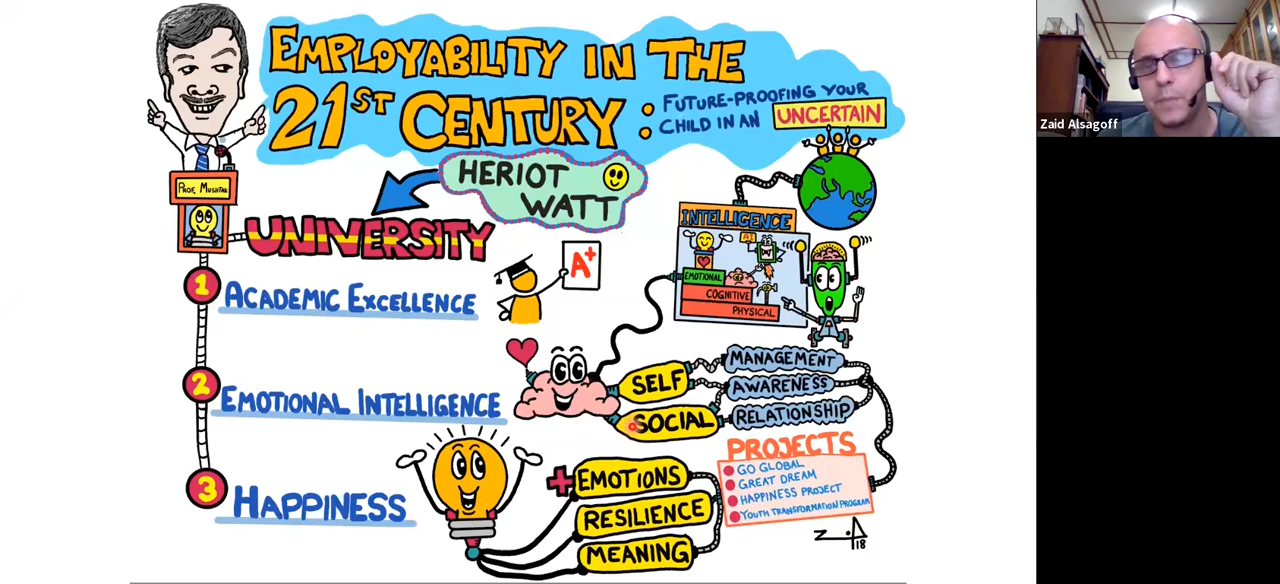 EMPLOYABILITY IN THE
21ST CENTURY :
FUTURE-PROOFING YOUR
CHILD IN AN UNCERTAIN
PROF. MUSHTAK
HERIOT
WATT
UNIVERSITY
1 ACADEMIC EXCELLENCE
A+
INTELLIGENCE
AI
EMOTIONAL
COGNITIVE
PHYSICAL
2 EMOTIONAL INTELLIGENCE
SELF
SOCIAL
MANAGEMENT
AWARENESS
RELATIONSHIP
3 HAPPINESS
+ EMOTIONS
RESILIENCE
MEANING
PROJECTS
GO GLOBAL
GREAT DREAM
HAPPINESS PROJECT
YOUTH TRANSFORMATION PROGRAM
18
Zaid Alsagoff